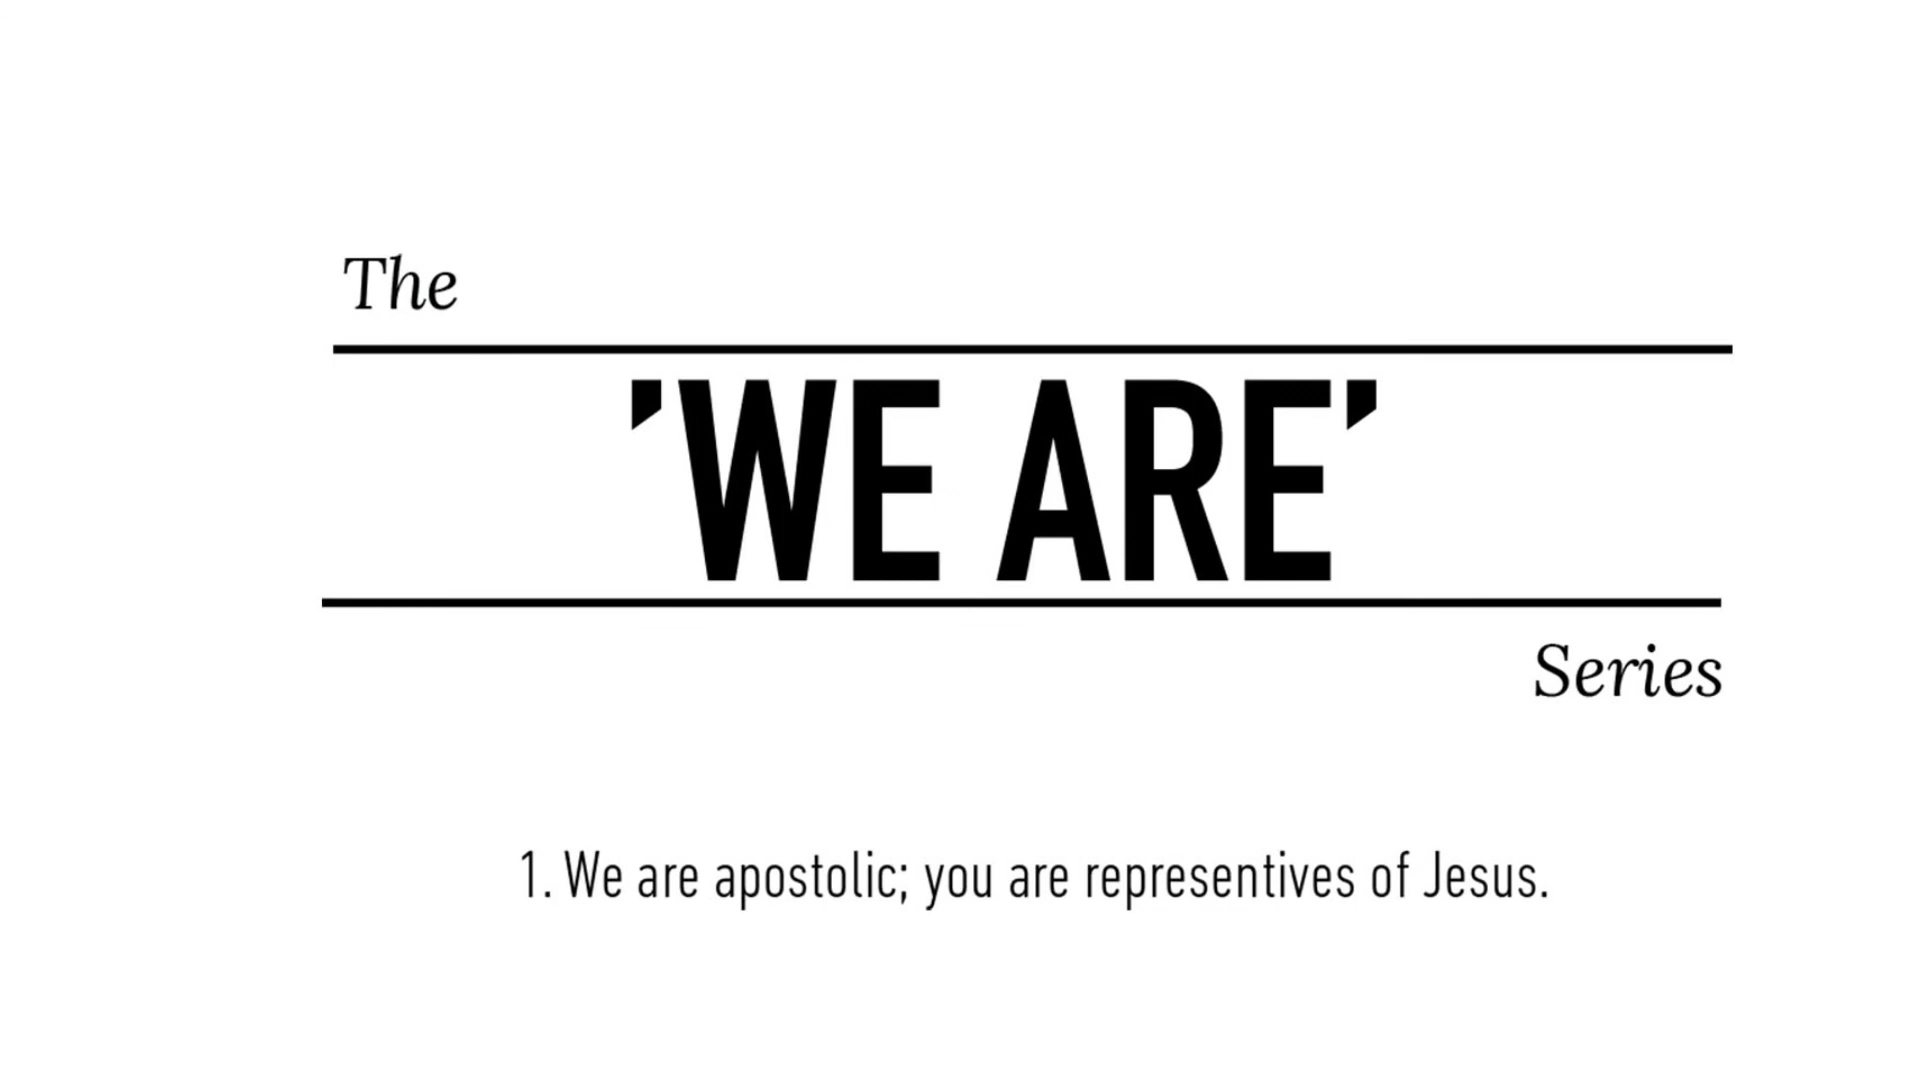 The
’WE ARE’
Series
1. We are apostolic; you are representives of Jesus.